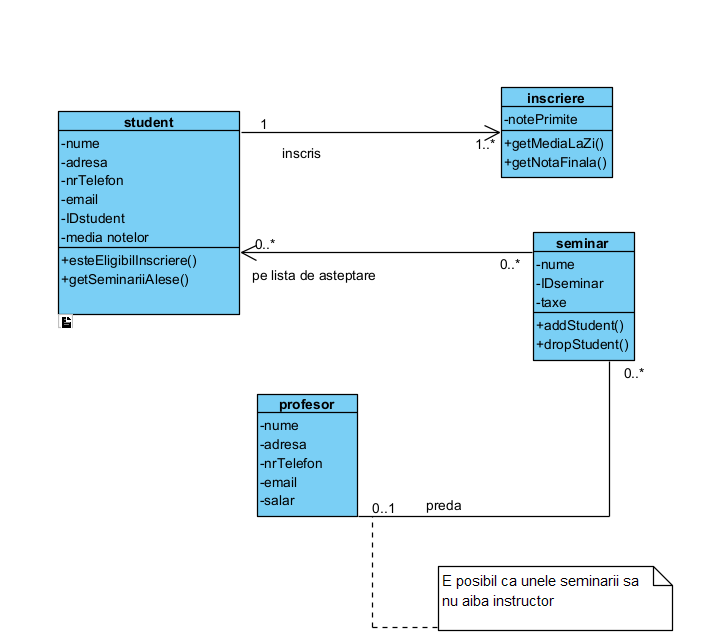 student
-nume
-adresa
-nrTelefon
-email
-IDstudent
-media notelor
+esteEligibilInscriere()
+getSeminariiAlese()
1
inscris
1..*
inscriere
-notePrimite
+getMediaLaZi()
+getNotaFinala()
0..*
pe lista de asteptare
0..*
seminar
-nume
-IDseminar
-taxe
+addStudent()
+dropStudent()
0..*
profesor
-nume
-adresa
-nrTelefon
-email
-salar
0..1
preda
E posibil ca unele seminarii sa
nu aiba instructor